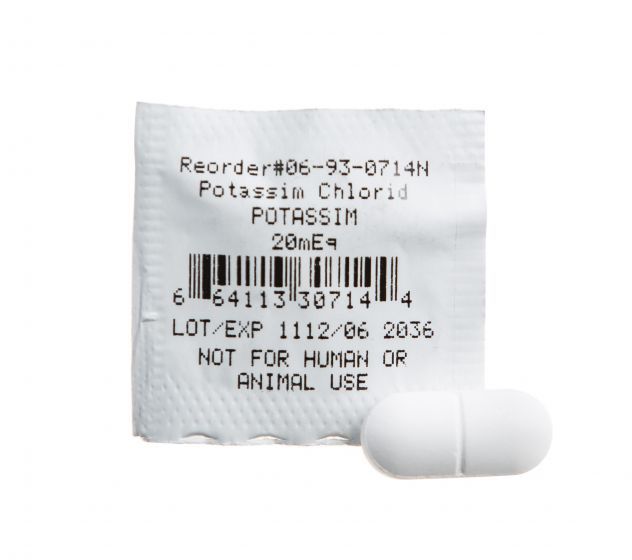 Reorder#06-93-0714N
Potassim Chlorid
POTASSIM
20mEq
6 64113 30714 4
LOT/EXP 1112/06 2036
NOT FOR HUMAN OR
ANIMAL USE